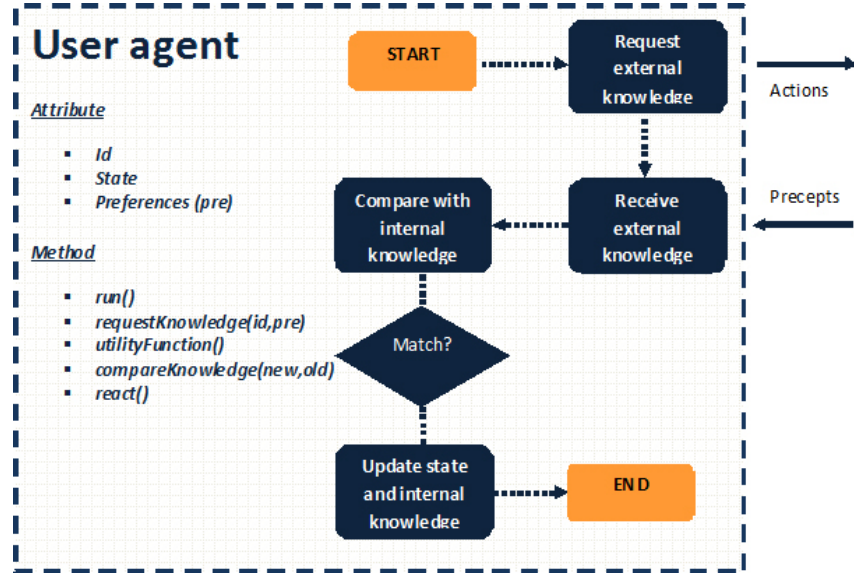 User agent
Attribute
Id
State
Preferences (pre)
Method
run()
requestKnowledge(id,pre)
utilityFunction()
compareKnowledge(new,old)
react()
START
Request
external
knowledge
Actions
Receive
external
knowledge
Precepts
Compare with
internal
knowledge
Match?
Update state
and internal
knowledge
END